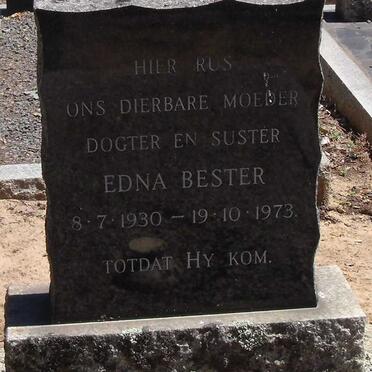 HIER RUS
ONS DIERBARE MOEDER
DOGTER EN SUSTER
EDNA BESTER
8·7·1930 – 19·10·1973.
TOTDAT HY KOM.